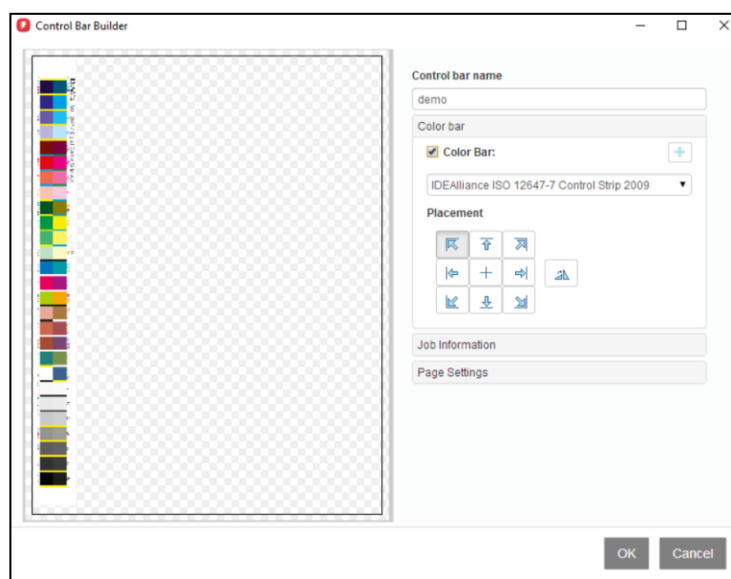 Control Bar Builder
Control bar name
demo
Color bar
Color Bar:
IDEAlliance ISO 12647-7 Control Strip 2009
Placement
Job Information
Page Settings
OK
Cancel